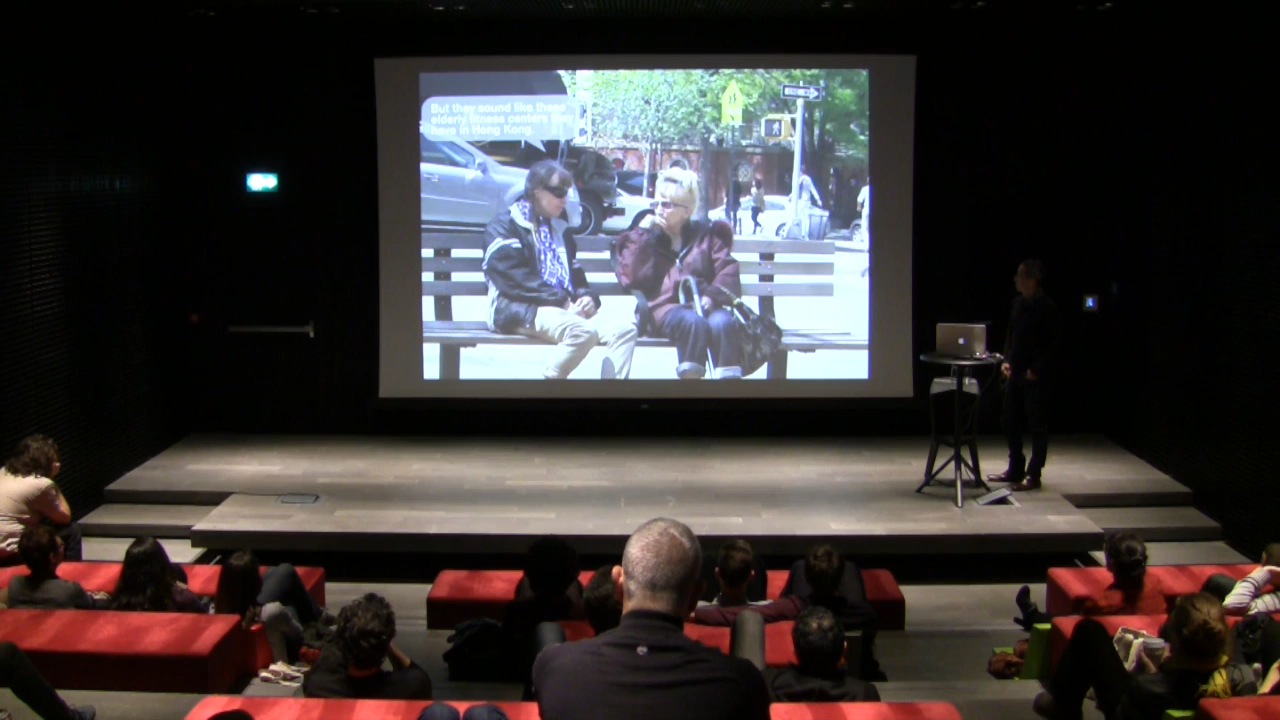 But they sound like these
elderly fitness centers they
have in Hong Kong.